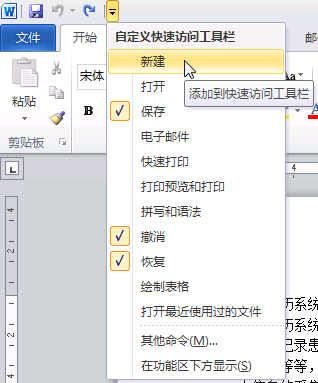 W
文件
开始
邮
自定义快速访问工具栏
新建
宋体
打开
Aa
添加到快速访问工具栏
粘贴
B
保存
A
电子邮件
剪贴板
快速打印
L
4
打印预览和打印
4
拼写和语法
2
撤消
恢复
绘制表格
历系统
打开最近使用过的文件
历系统
其他命令(M)...
记录患
2
等等,
在功能区下方显示(S)